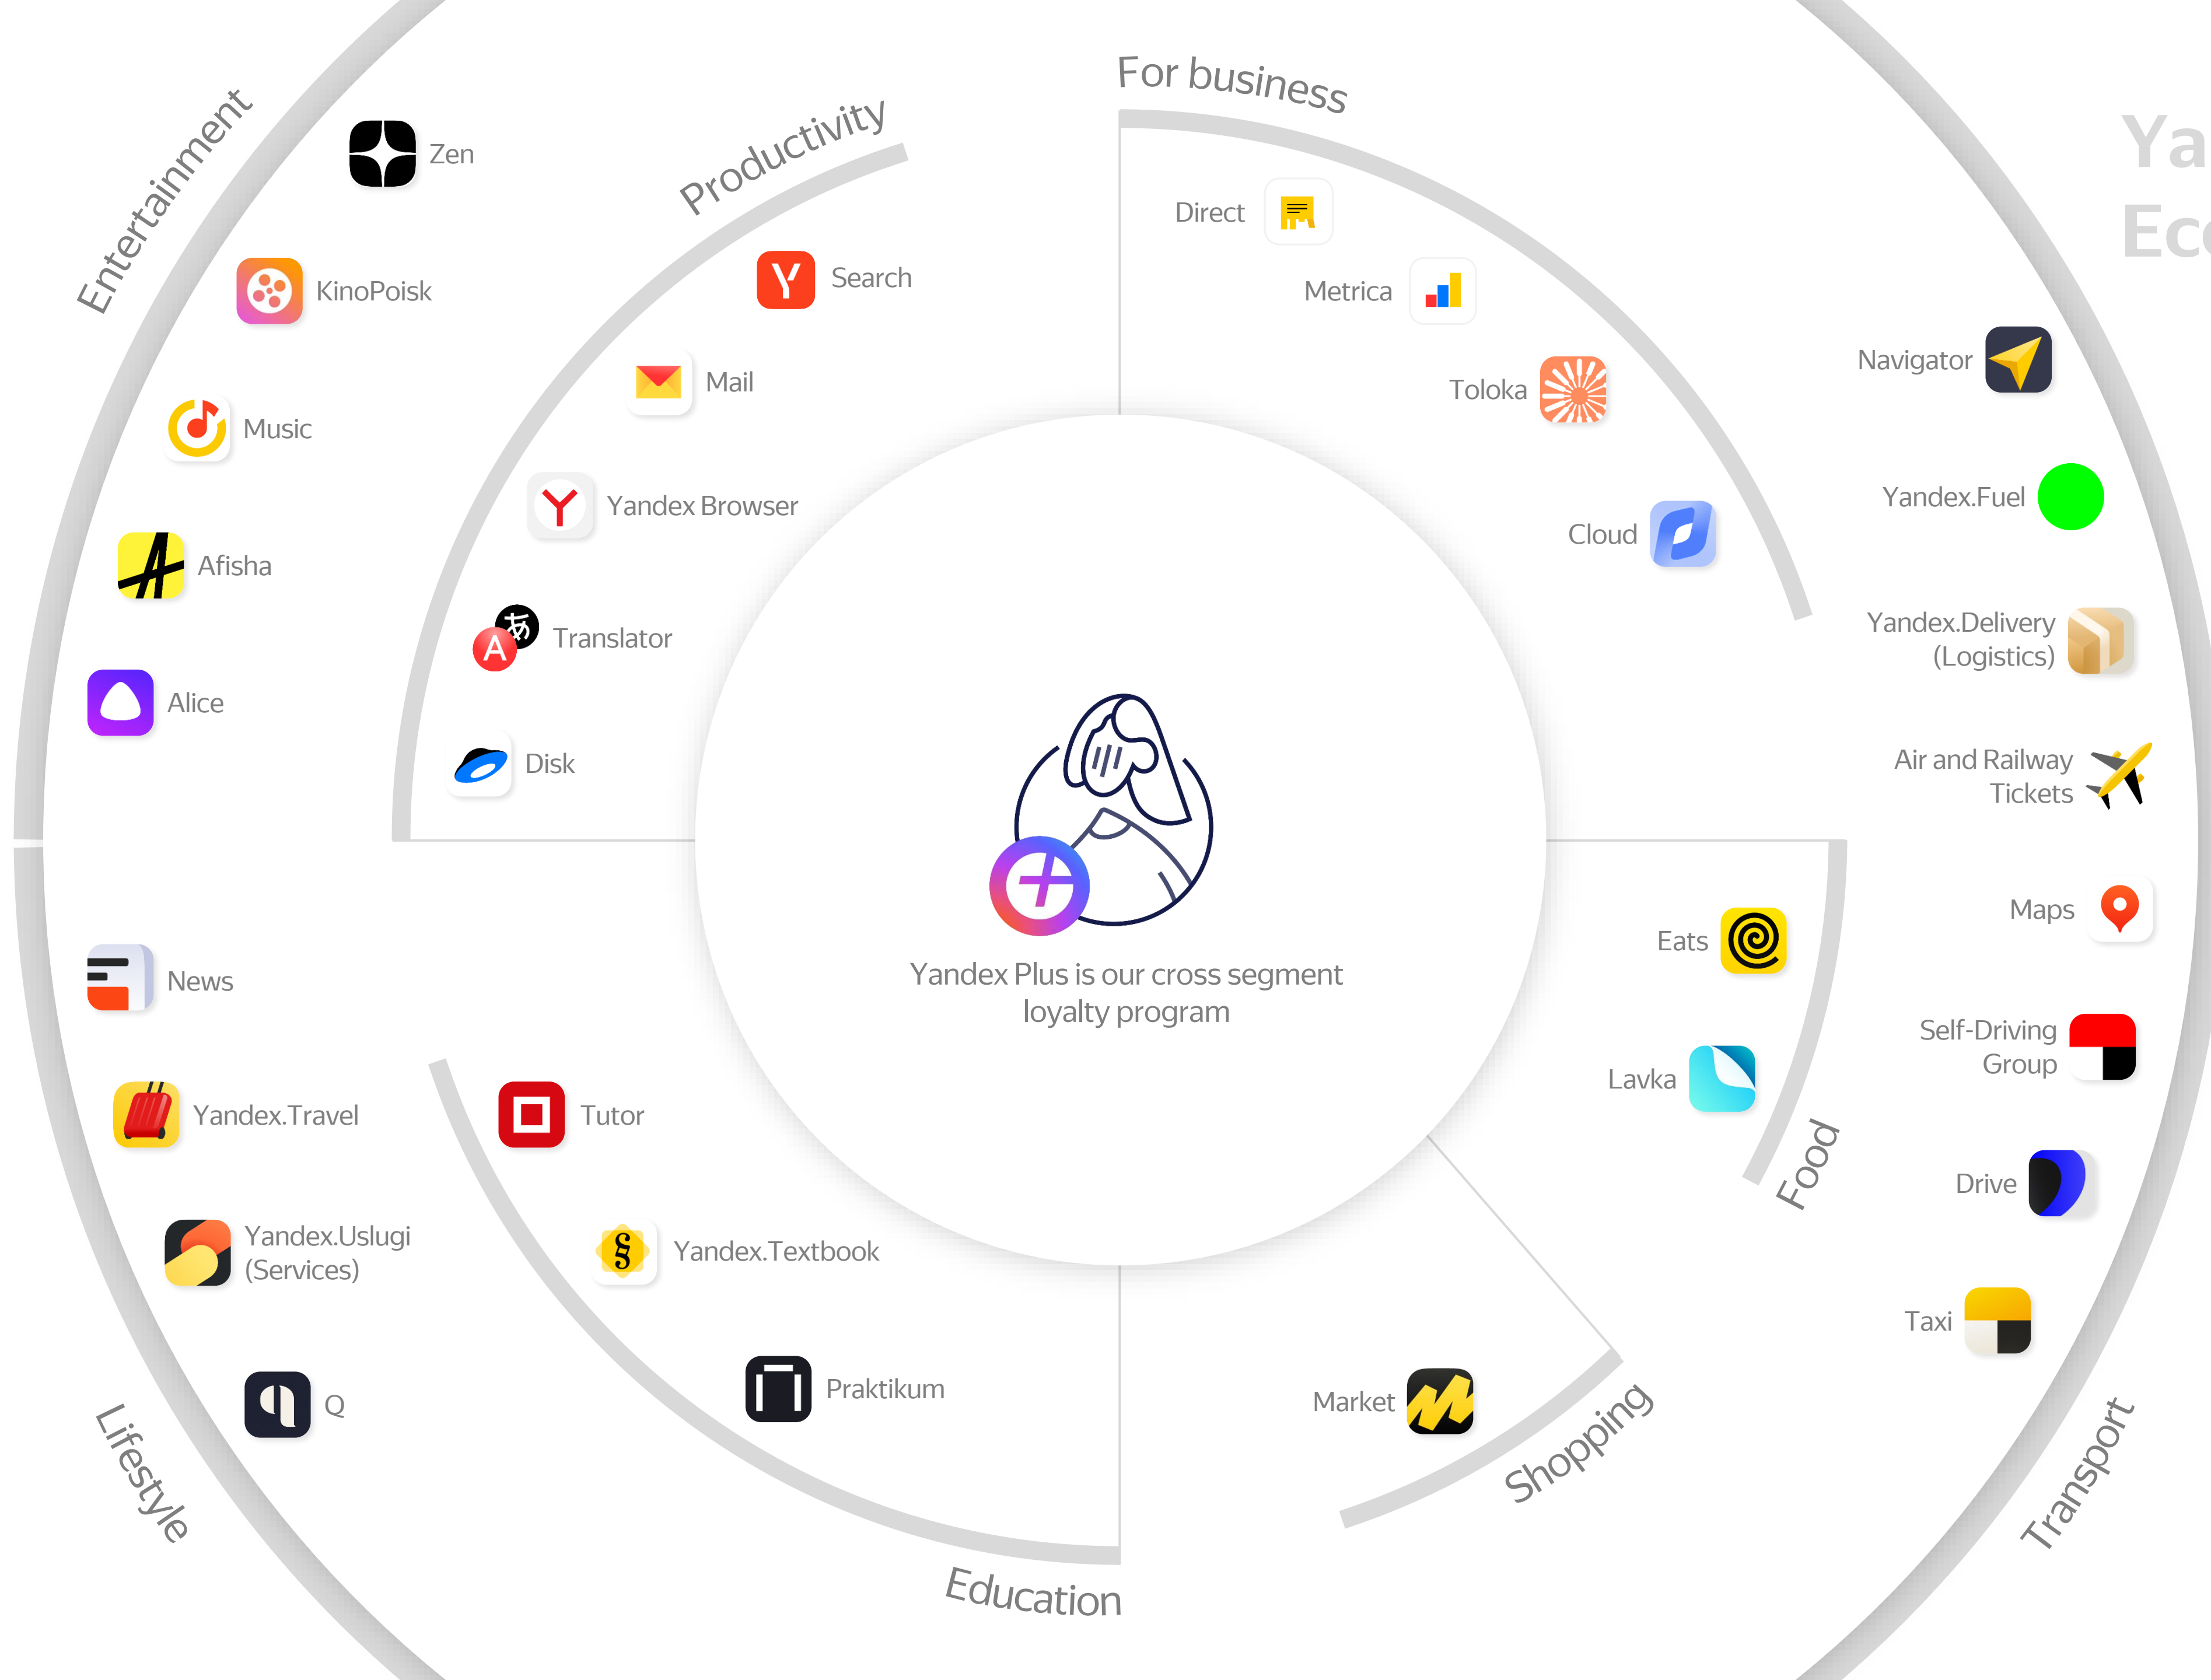 Entertainment
Zen
KinoPoisk
Music
Afisha
Alice
Productivity
Search
Mail
Yandex Browser
Translator
Disk
For business
Direct
Metrica
Toloka
Cloud
Ya
Eco
Navigator
Yandex.Fuel
Yandex.Delivery
(Logistics)
Air and Railway
Tickets
Maps
Self-Driving
Group
Drive
Taxi
Transport
Yandex Plus is our cross segment
loyalty program
Eats
Lavka
Food
Market
Shopping
News
Yandex.Travel
Yandex.Uslugi
(Services)
Q
Lifestyle
Tutor
Yandex.Textbook
Praktikum
Education